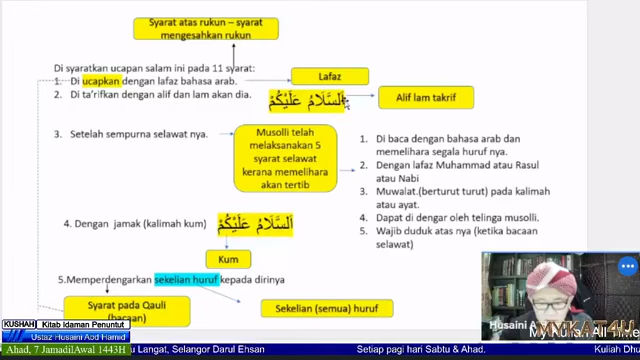 Syarat atas rukun – syarat
mengesahkan rukun
Di syaratkan ucapan salam ini pada 11 syarat:
1. Di ucapkan dengan lafaz bahasa arab.
Lafaz
2. Di ta'rifkan dengan alif dan lam akan dia.
اَلسَّلَامُ عَلَيْكُمْ
Alif lam takrif
3. Setelah sempurna selawat nya.
Musolli telah
melaksanakan 5
syarat selawat
kerana memelihara
akan tertib
1. Di baca dengan bahasa arab dan
memelihara segala huruf nya.
2. Dengan lafaz Muhammad atau Rasul
atau Nabi
3. Muwalat.(berturut turut) pada kalimah
atau ayat.
4. Dapat di dengar oleh telinga musolli.
5. Wajib duduk atas nya (ketika bacaan
selawat)
4. Dengan jamak (kalimah kum)
اَلسَّلَامُ عَلَيْكُمْ
Kum
5.Memperdengarkan sekelian huruf kepada dirinya
Syarat pada Qauli
(bacaan)
Sekelian (semua) huruf
Husaini A
MYKAT4U
KUSHAH Kitab Idaman Penuntut
Ustaz Husaini Abd Hamid
Ahad, 7 JamadilAwal 1443H
Langat, Selangor Darul Ehsan
Setiap pagi hari Sabtu & Ahad.
Kuliah Dhu